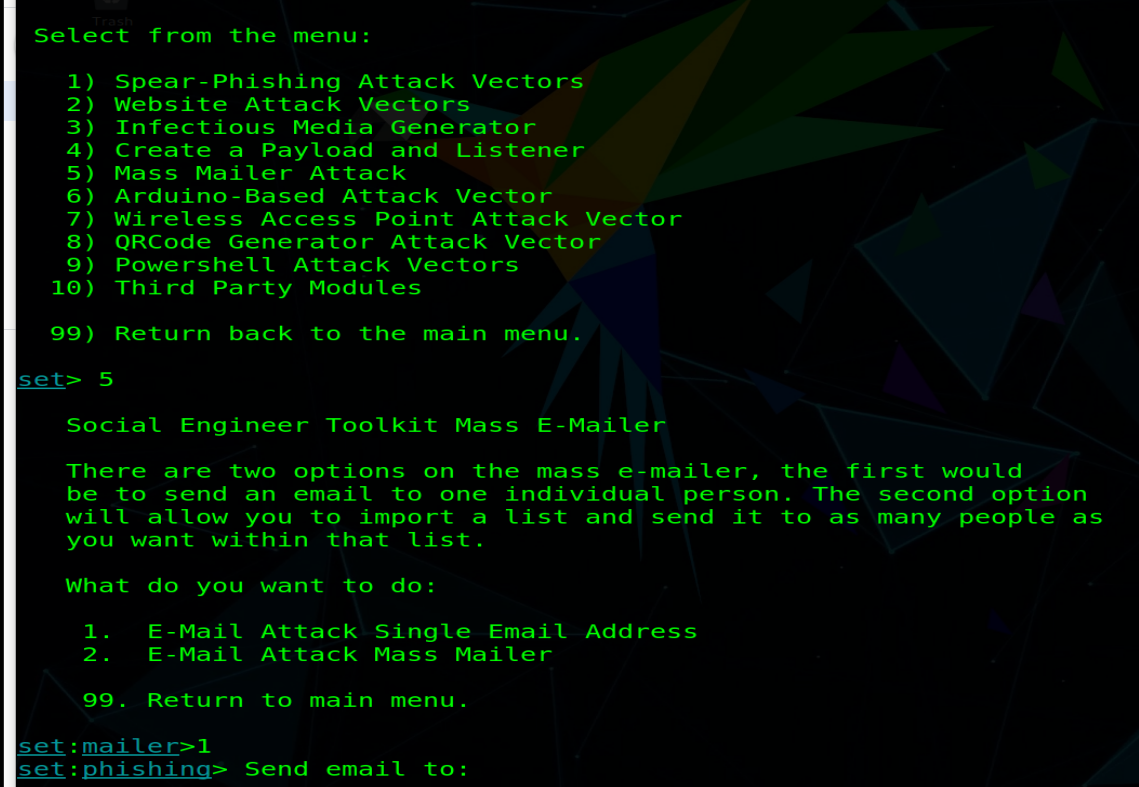 Trash
Select from the menu:
1) Spear-Phishing Attack Vectors
2) Website Attack Vectors
3) Infectious Media Generator
4) Create a Payload and Listener
5) Mass Mailer Attack
6) Arduino-Based Attack Vector
7) Wireless Access Point Attack Vector
8) QRCode Generator Attack Vector
9) Powershell Attack Vectors
10) Third Party Modules
99) Return back to the main menu.
set> 5
Social Engineer Toolkit Mass E-Mailer
There are two options on the mass e-mailer, the first would
be to send an email to one individual person. The second option
will allow you to import a list and send it to as many people as
you want within that list.
What do you want to do:
1. E-Mail Attack Single Email Address
2. E-Mail Attack Mass Mailer
99. Return to main menu.
set:mailer>1
set:phishing> Send email to: